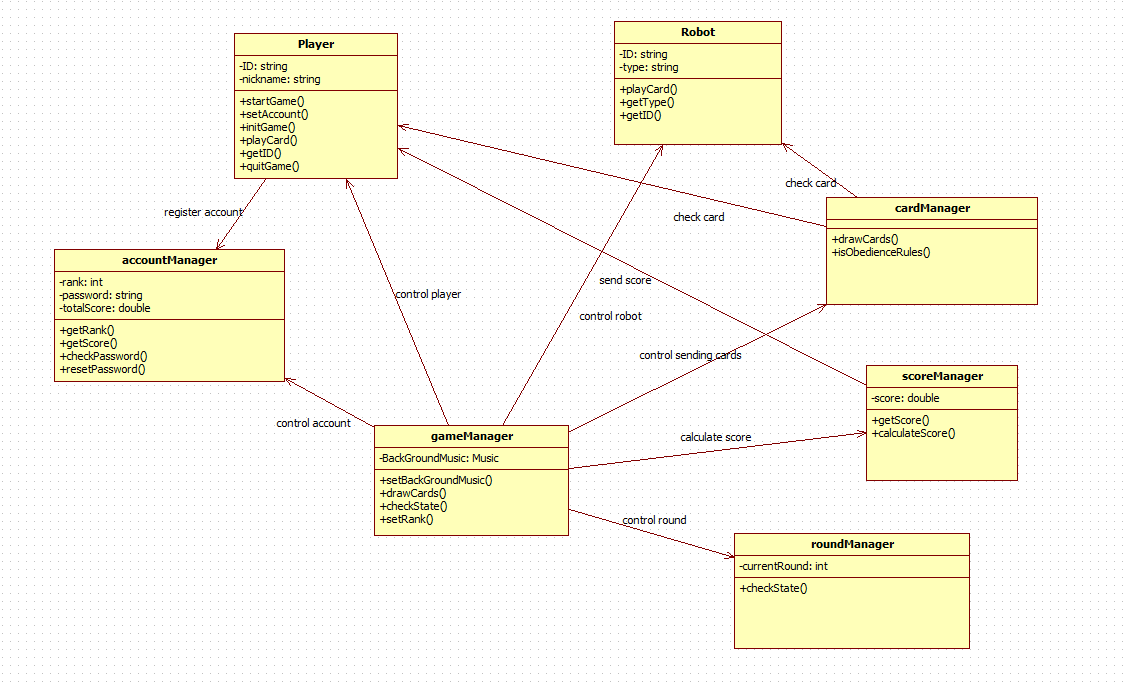 Player
-ID: string
-nickname: string
+startGame()
+setAccount()
+initGame()
+playCard()
+getID()
+quitGame()
Robot
-ID: string
-type: string
+playCard()
+getType()
+getID()
check card
cardManager
+drawCards()
+isObedienceRules()
register account
check card
accountManager
-rank: int
-password: string
-totalScore: double
+getRank()
+getScore()
+checkPassword()
+resetPassword()
control player
send score
control robot
control sending cards
scoreManager
-score: double
+getScore()
+calculateScore()
control account
calculate score
gameManager
-BackGroundMusic: Music
+setBackGroundMusic()
+drawCards()
+checkState()
+setRank()
control round
roundManager
-currentRound: int
+checkState()